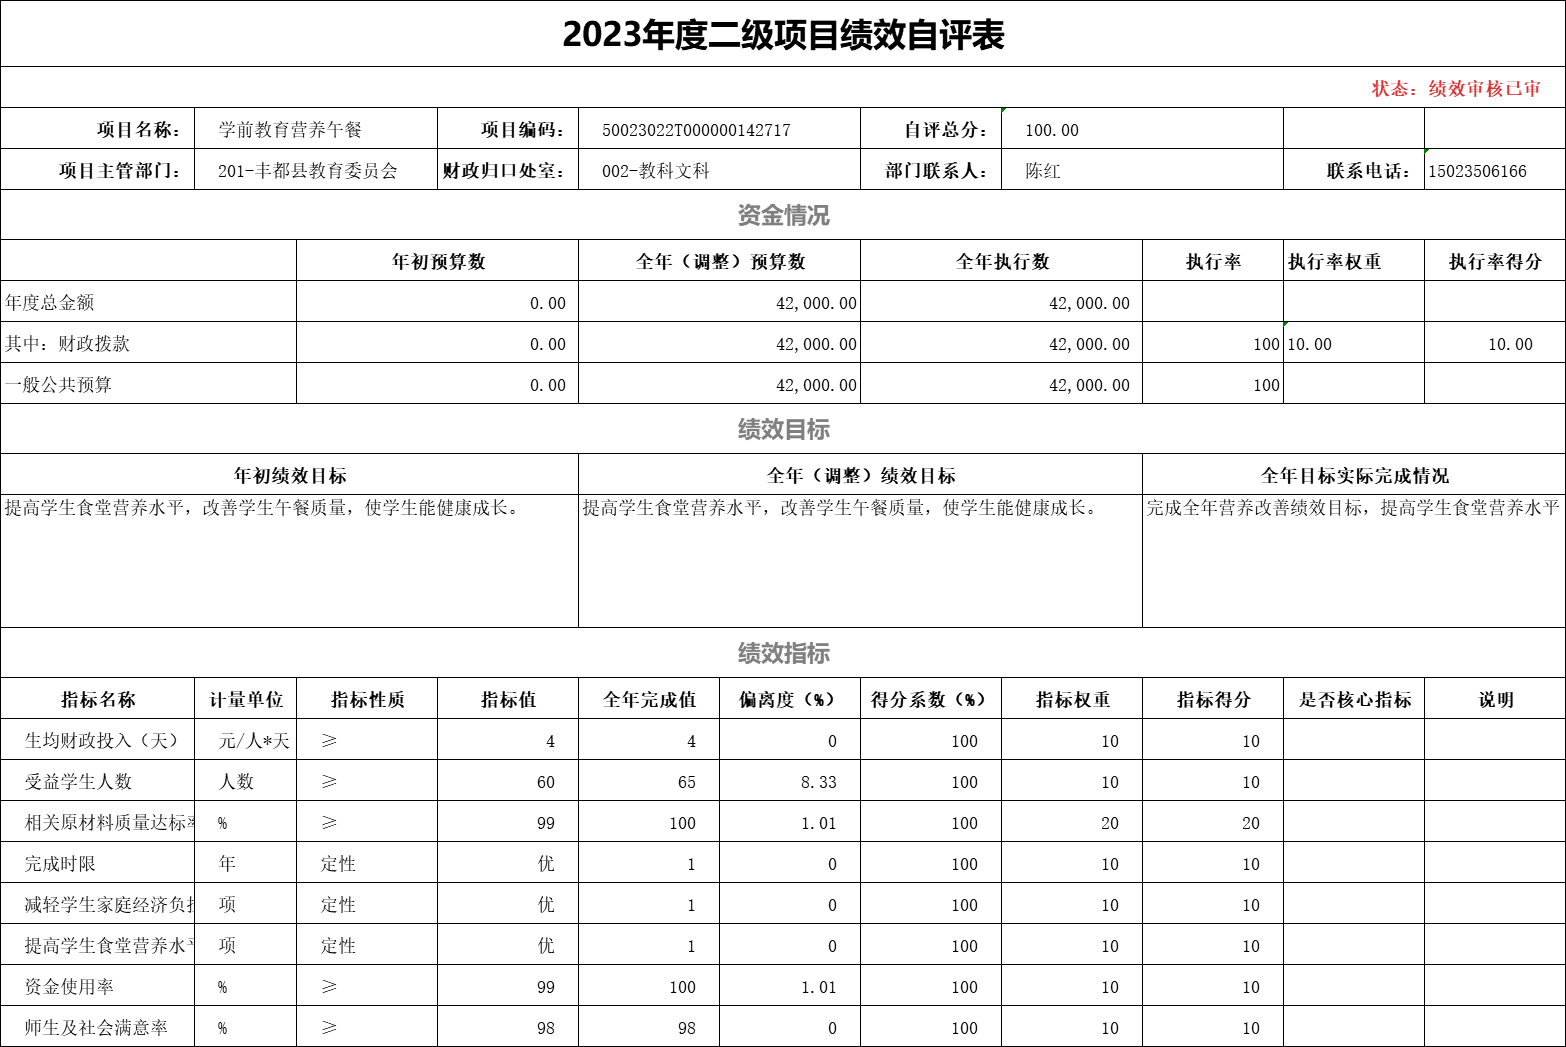 2023年度二级项目绩效自评表
状态：绩效审核已审
项目名称： 学前教育营养午餐 项目编码： 50023022T000000142717 自评总分： 100.00
项目主管部门： 201-丰都县教育委员会 财政归口处室： 002-教科文科 部门联系人： 陈红 联系电话： 15023506166
资金情况
年初预算数 全年（调整）预算数 全年执行数 执行率 执行率权重 执行率得分
年度总金额 0.00 42,000.00 42,000.00
其中：财政拨款 0.00 42,000.00 42,000.00 100 10.00 10.00
一般公共预算 0.00 42,000.00 42,000.00 100
绩效目标
年初绩效目标 全年（调整）绩效目标 全年目标实际完成情况
提高学生食堂营养水平，改善学生午餐质量，使学生能健康成长。 提高学生食堂营养水平，改善学生午餐质量，使学生能健康成长。 完成全年营养改善绩效目标，提高学生食堂营养水平
绩效指标
指标名称 计量单位 指标性质 指标值 全年完成值 偏离度（%） 得分系数（%） 指标权重 指标得分 是否核心指标 说明
生均财政投入（天） 元/人*天 ≥ 4 4 0 100 10 10
受益学生人数 人数 ≥ 60 65 8.33 100 10 10
相关原材料质量达标率 % ≥ 99 100 1.01 100 20 20
完成时限 年 定性 优 1 0 100 10 10
减轻学生家庭经济负担 项 定性 优 1 0 100 10 10
提高学生食堂营养水平 项 定性 优 1 0 100 10 10
资金使用率 % ≥ 99 100 1.01 100 10 10
师生及社会满意率 % ≥ 98 98 0 100 10 10